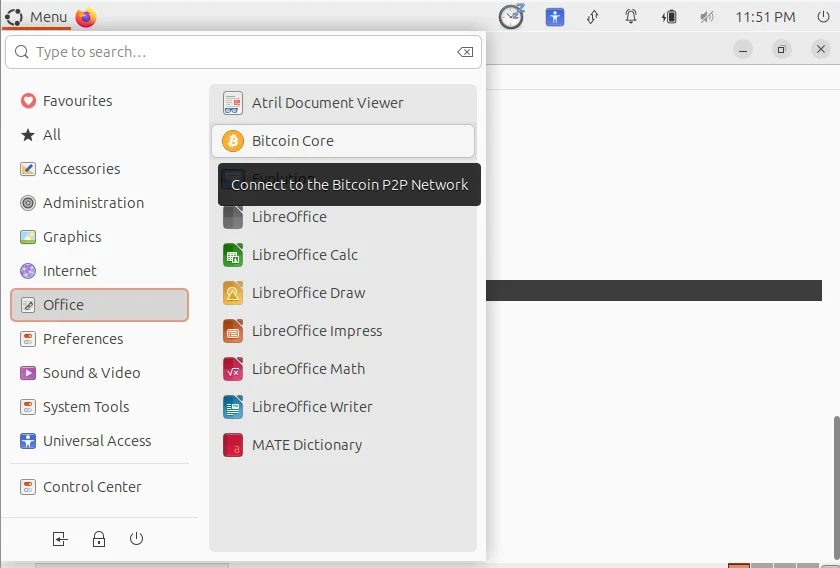 Menu
11:51 PM
Type to search...
Favourites
All
Accessories
Administration
Graphics
Internet
Office
Preferences
Sound & Video
System Tools
Universal Access
Control Center
Atril Document Viewer
Bitcoin Core
Evolution
Connect to the Bitcoin P2P Network
LibreOffice
LibreOffice Calc
LibreOffice Draw
LibreOffice Impress
LibreOffice Math
LibreOffice Writer
MATE Dictionary